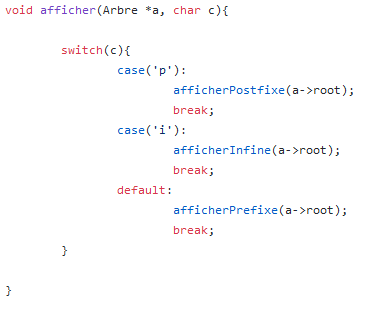 void afficher(Arbre *a, char c){
switch(c){
case('p'):
afficherPostfixe(a->root);
break;
case('i'):
afficherInfine(a->root);
break;
default:
afficherPrefixe(a->root);
break;
}
}